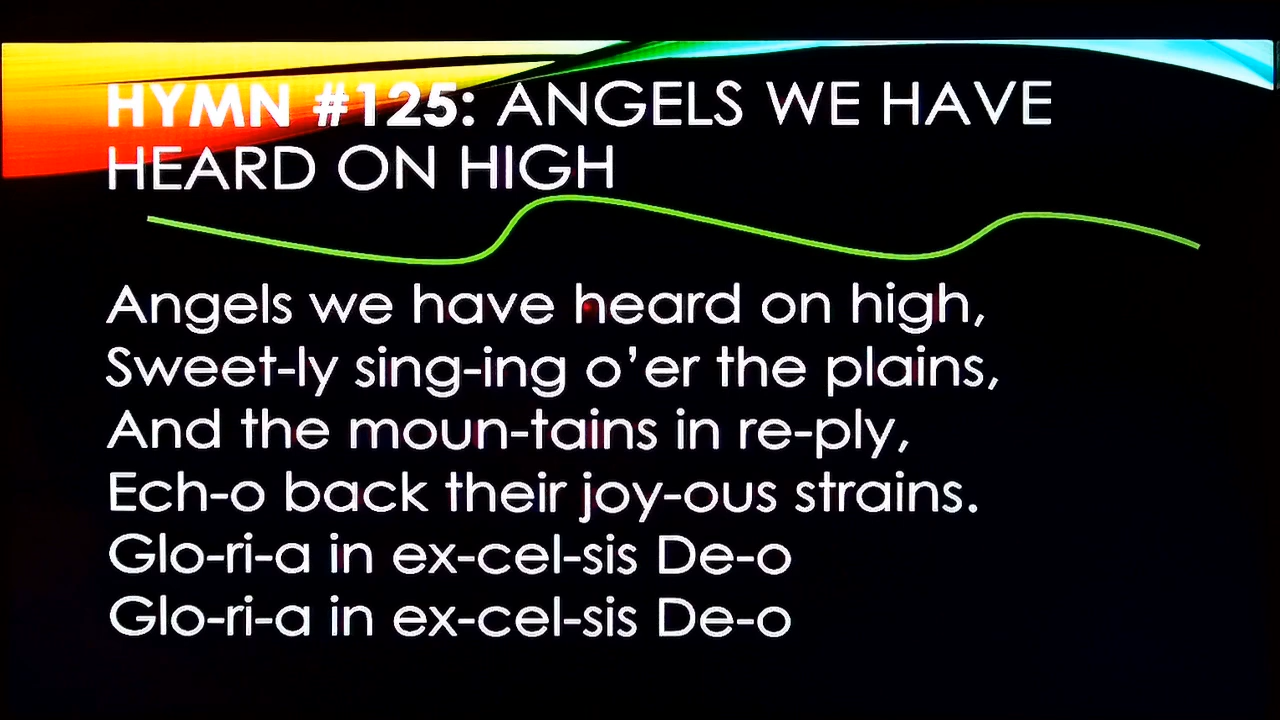 HYMN #125: ANGELS WE HAVE
HEARD ON HIGH
Angels we have heard on high,
Sweet-ly sing-ing o’er the plains,
And the moun-tains in re-ply,
Ech-o back their joy-ous strains.
Glo-ri-a in ex-cel-sis De-o
Glo-ri-a in ex-cel-sis De-o